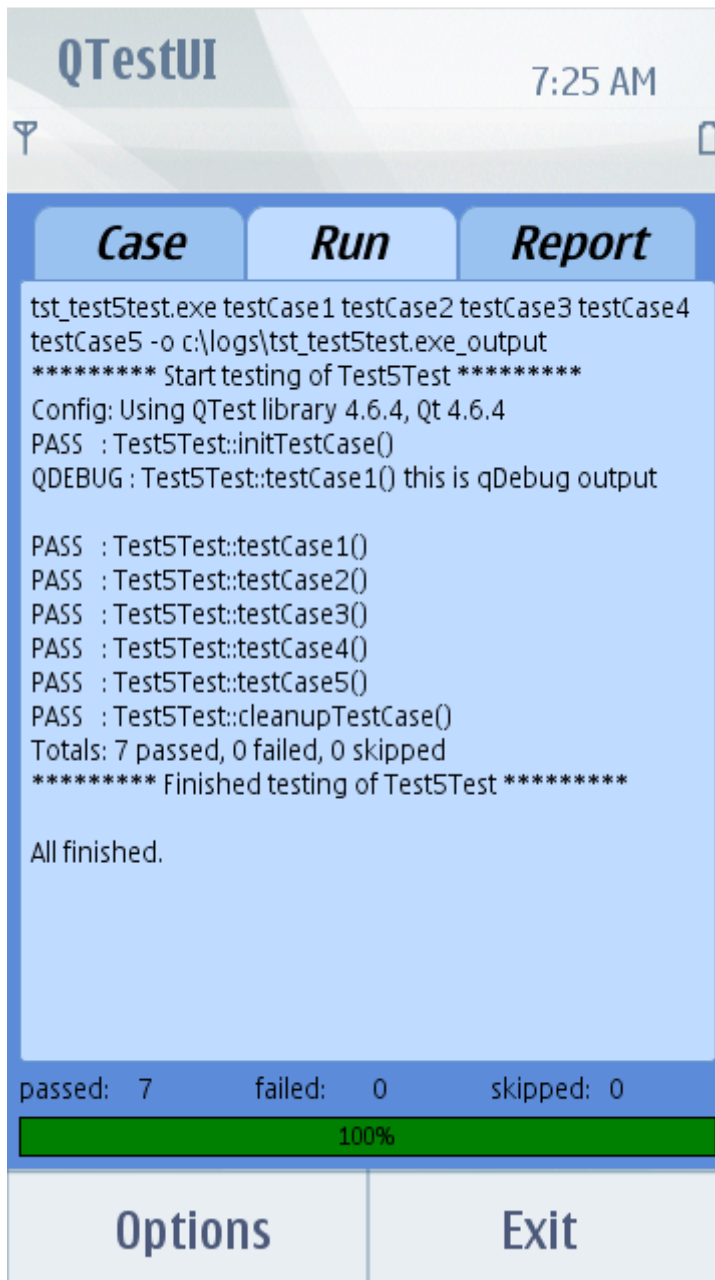 QTestUI
7:25 AM
Case Run Report
tst_test5test.exe testCase1 testCase2 testCase3 testCase4
testCase5 -o c:\logs\tst_test5test.exe_output
********* Start testing of Test5Test *********
Config: Using QTest library 4.6.4, Qt 4.6.4
PASS : Test5Test::initTestCase()
QDEBUG : Test5Test::testCase1() this is qDebug output
PASS : Test5Test::testCase1()
PASS : Test5Test::testCase2()
PASS : Test5Test::testCase3()
PASS : Test5Test::testCase4()
PASS : Test5Test::testCase5()
PASS : Test5Test::cleanupTestCase()
Totals: 7 passed, 0 failed, 0 skipped
********* Finished testing of Test5Test *********
All finished.
passed: 7 failed: 0 skipped: 0
100%
Options Exit